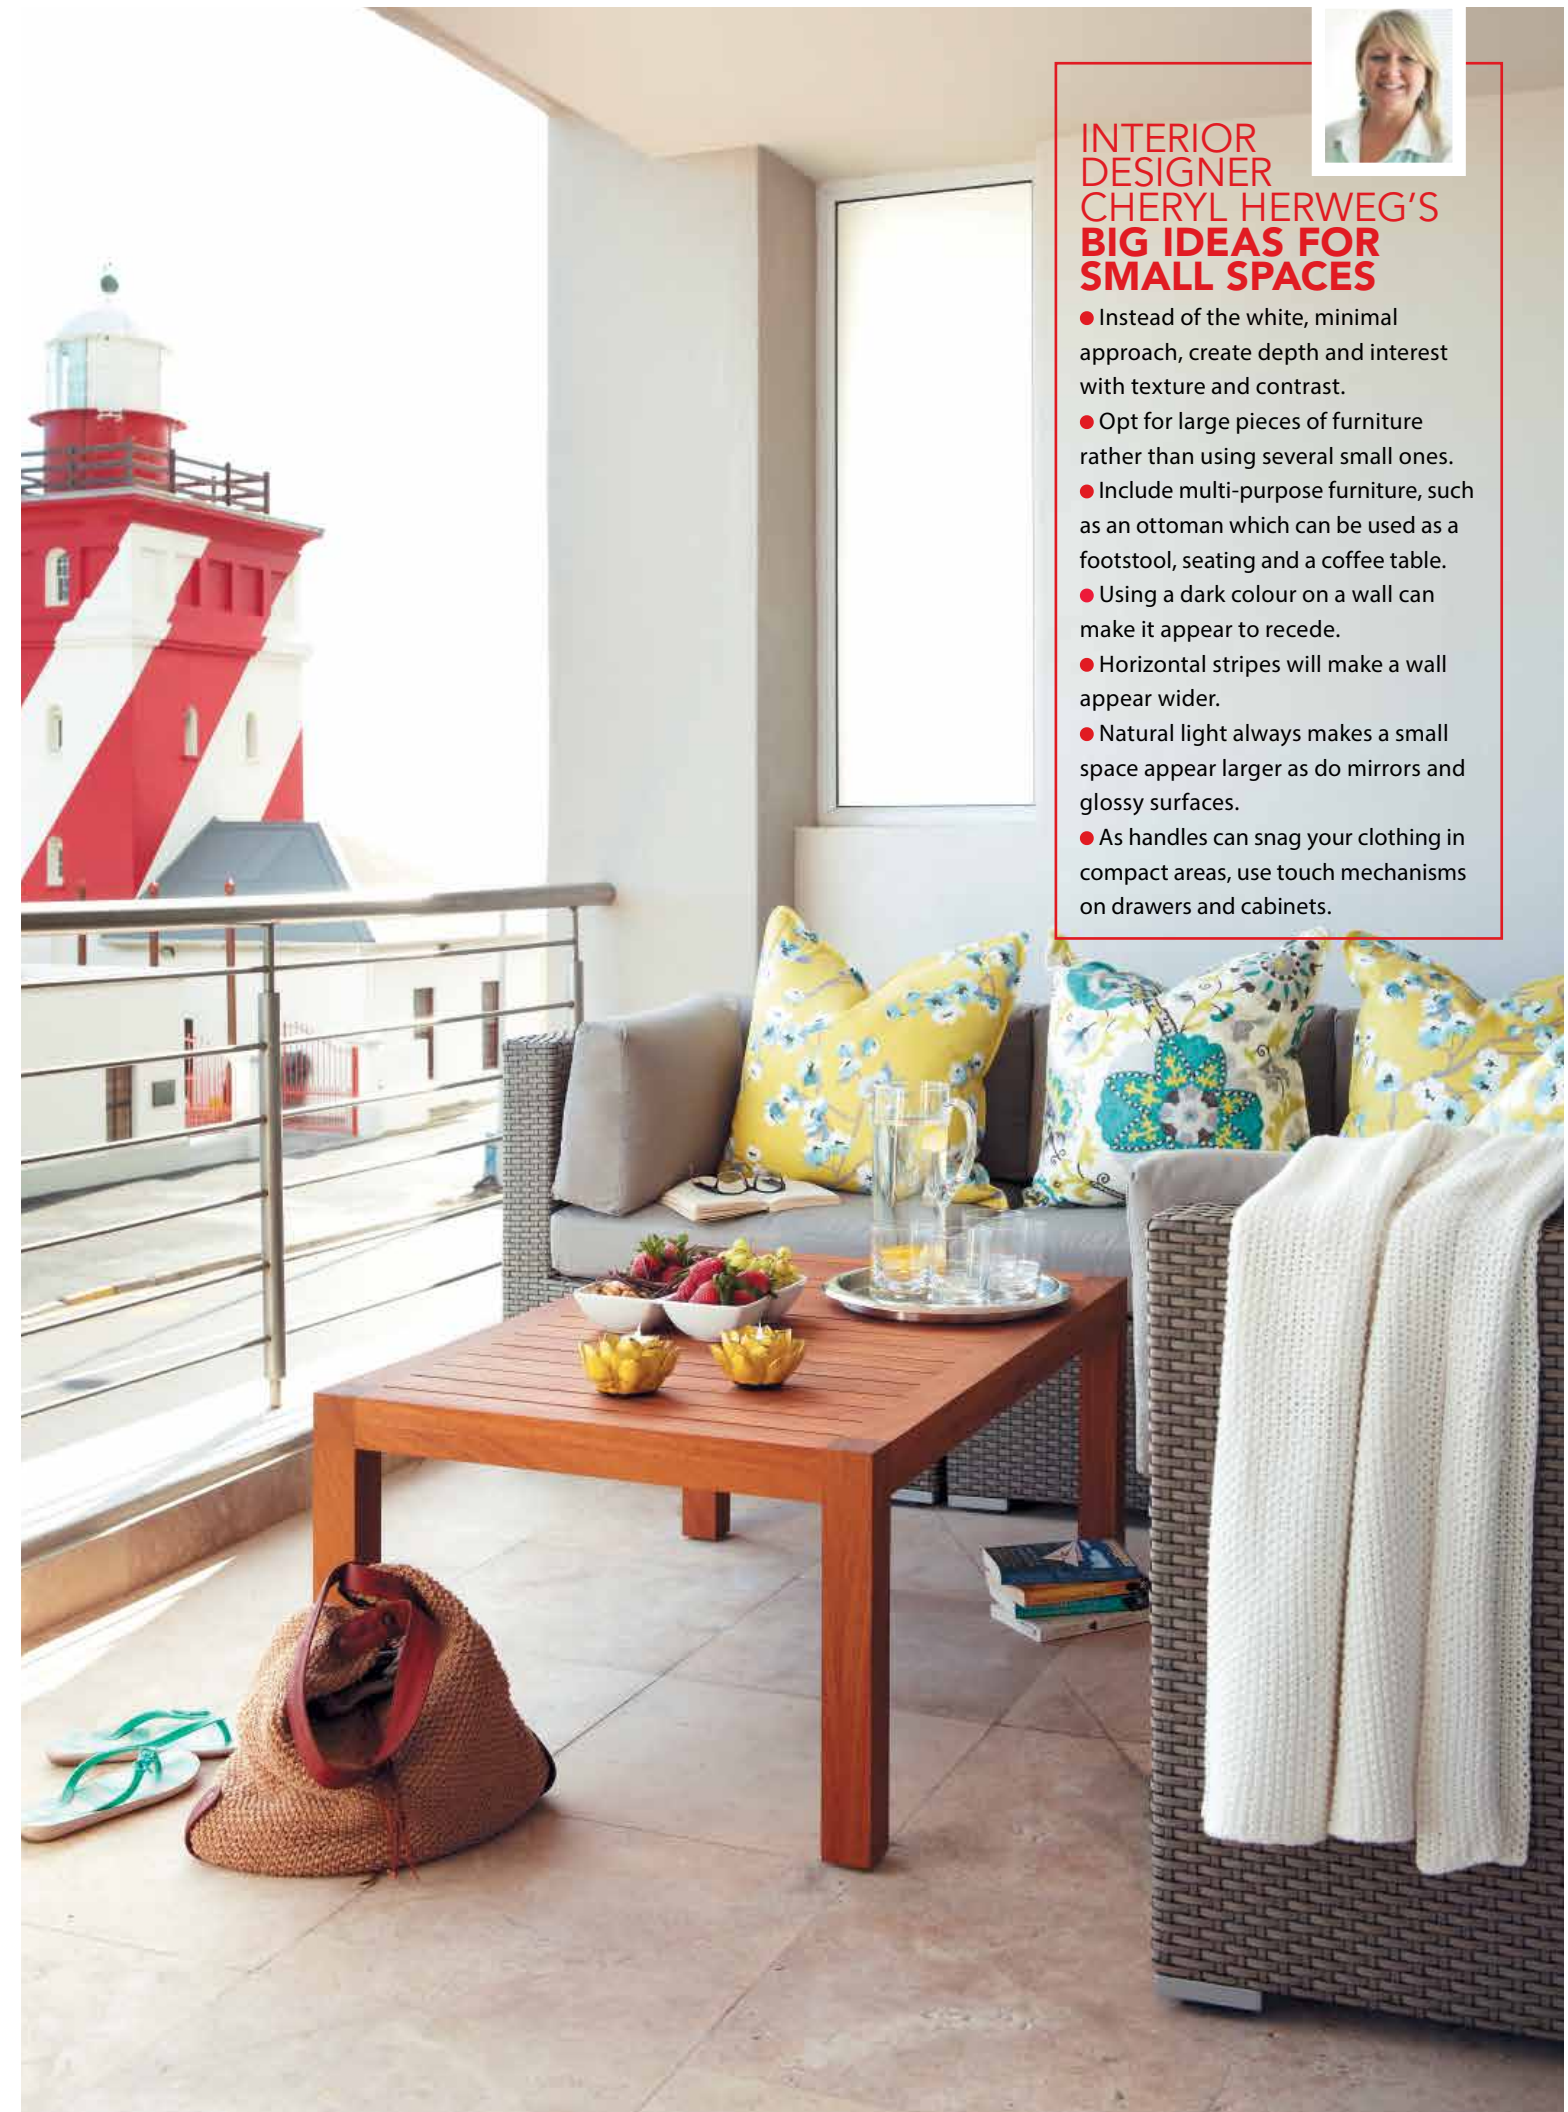 INTERIOR
DESIGNER
CHERYL HERWEG’S
BIG IDEAS FOR
SMALL SPACES
● Instead of the white, minimal
approach, create depth and interest
with texture and contrast.
● Opt for large pieces of furniture
rather than using several small ones.
● Include multi-purpose furniture, such
as an ottoman which can be used as a
footstool, seating and a coffee table.
● Using a dark colour on a wall can
make it appear to recede.
● Horizontal stripes will make a wall
appear wider.
● Natural light always makes a small
space appear larger as do mirrors and
glossy surfaces.
● As handles can snag your clothing in
compact areas, use touch mechanisms
on drawers and cabinets.